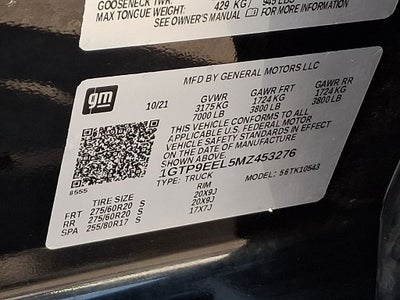 GOOSENECK TWR:
MAX TONGUE WEIGHT: 429 KG / 945 LBS
SEE OWNER'S MANUAL
MFD BY GENERAL MOTORS LLC
gm
10/21 GVWR GAWR FRT GAWR RR
3175 KG 1724 KG 1724 KG
7000 LB 3800 LB 3800 LB
THIS VEHICLE CONFORMS TO ALL
APPLICABLE U.S. FEDERAL MOTOR
VEHICLE SAFETY STANDARDS IN EFFECT
ON THE DATE OF MANUFACTURE
SHOWN ABOVE.
1GTP9EEL5MZ453276
TYPE: TRUCK MODEL: 56TK10543
TIRE SIZE RIM
FRT 275/60R20 S 20X9J
RR 275/60R20 S 20X9J
SPA 255/80R17 S 17X7J